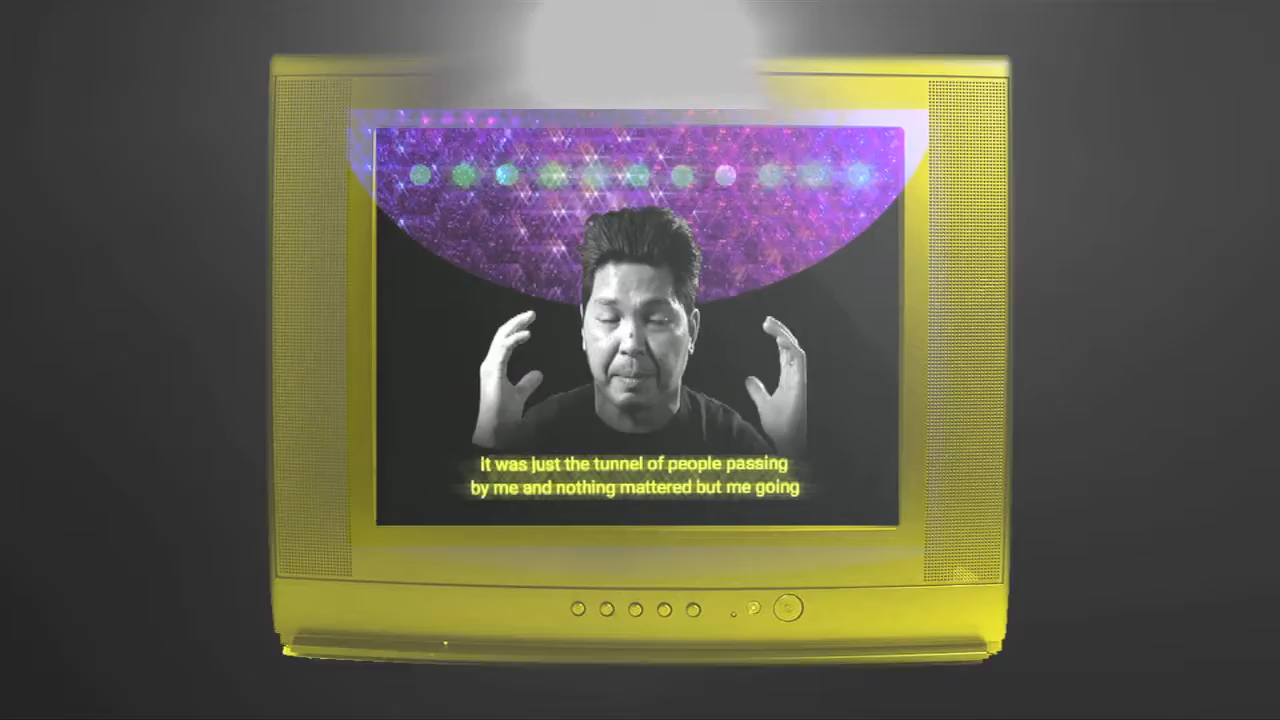 It was just the tunnel of people passing
by me and nothing mattered but me going